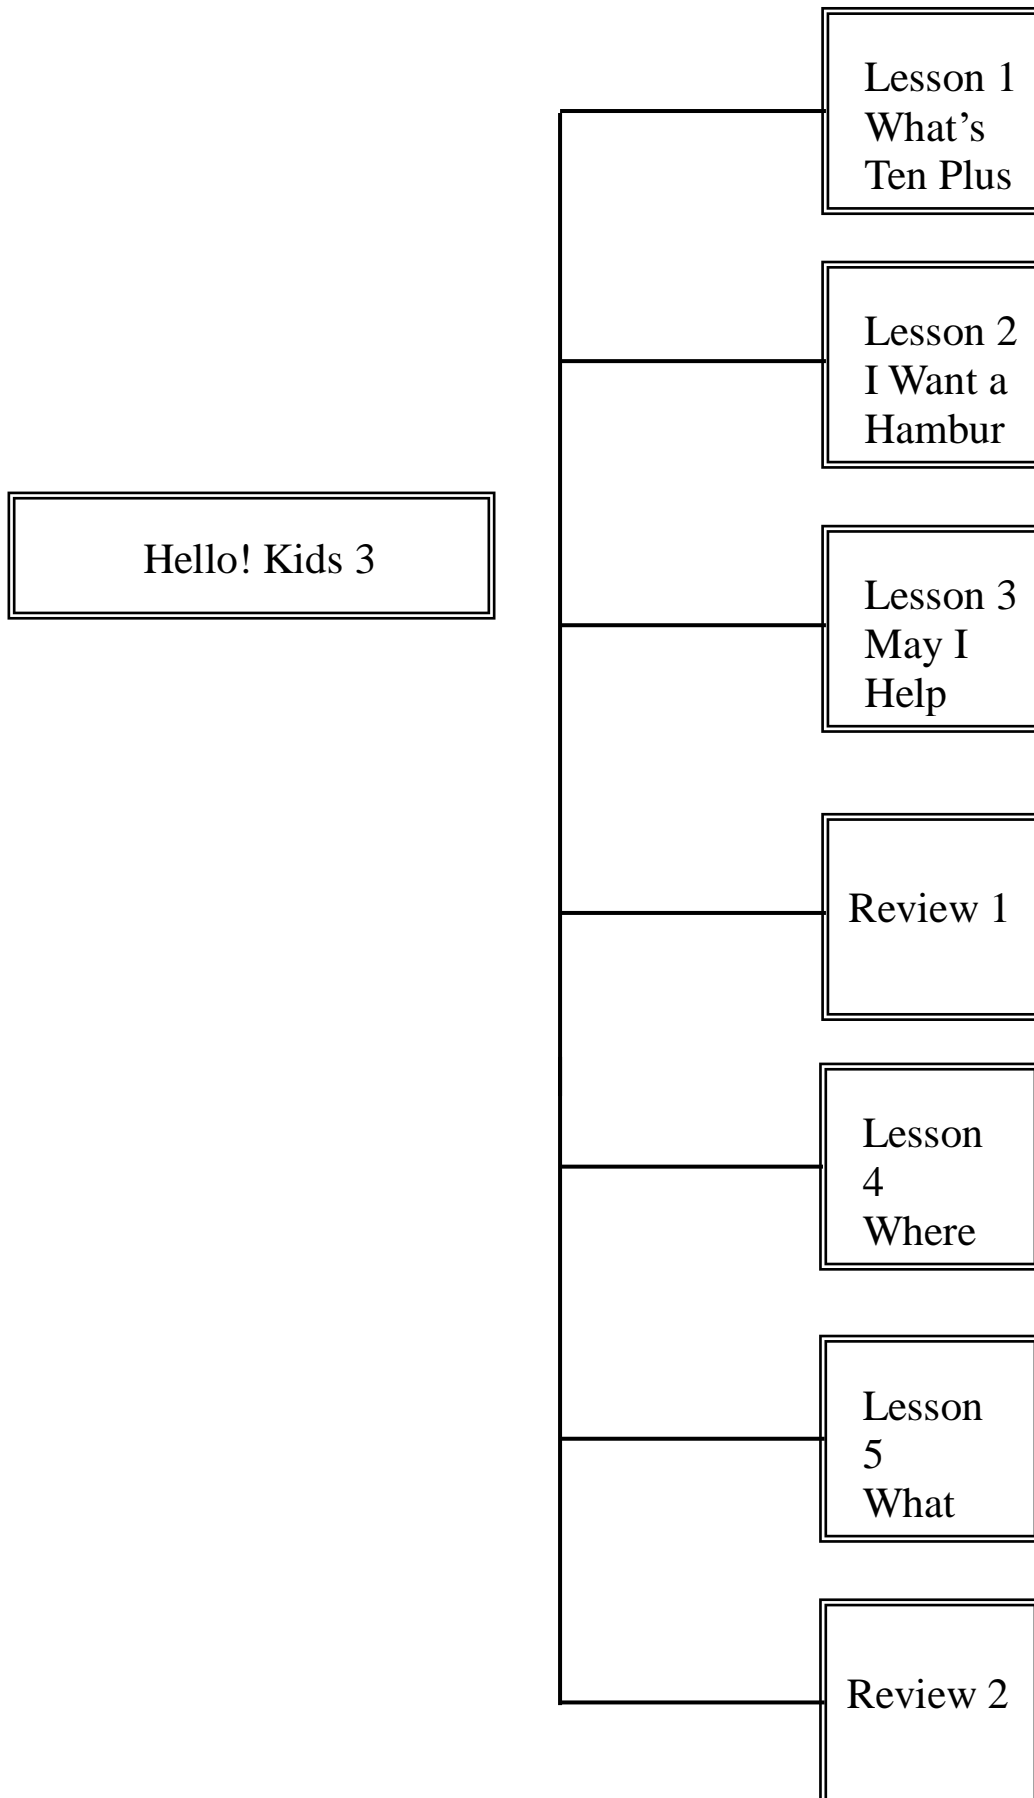 Lesson 1
What’s
Ten Plus
Lesson 2
I Want a
Hambur
Hello! Kids 3
Lesson 3
May I
Help
Review 1
Lesson
4
Where
Lesson
5
What
Review 2